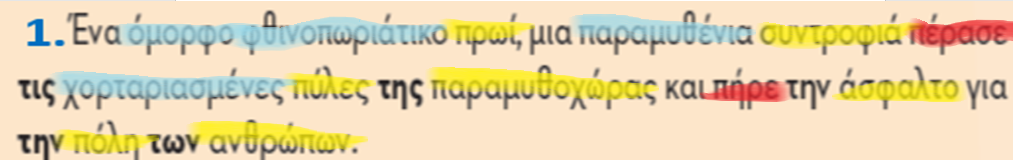 1. Ένα όμορφο φθινοπωριάτικο πρωί, μια παραμυθένια συντροφιά πέρασε
τις χορταριασμένες πύλες της παραμυθοχώρας και πήρε την άσφαλτο για
την πόλη των ανθρώπων.